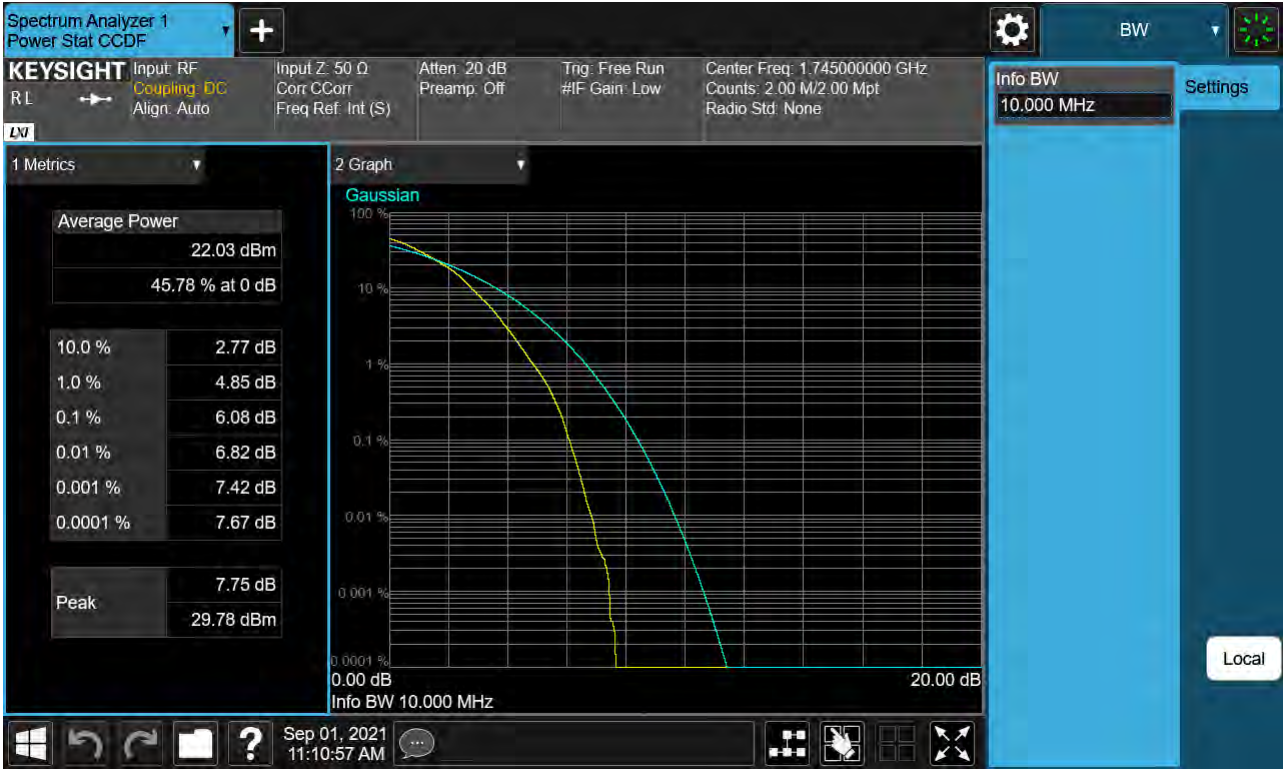 Spectrum Analyzer 1
Power Stat CCDF
BW
KEYSIGHT
R L
LXI
Input: RF
Coupling: DC
Align: Auto
Input Z: 50 Ω
Corr CCorr
Freq Ref: Int (S)
Atten: 20 dB
Preamp: Off
Trig: Free Run
#IF Gain: Low
Center Freq: 1.745000000 GHz
Counts: 2.00 M/2.00 Mpt
Radio Std: None
Info BW
10.000 MHz
Settings
1 Metrics
Average Power
22.03 dBm
45.78 % at 0 dB
10.0 % 2.77 dB
1.0 % 4.85 dB
0.1 % 6.08 dB
0.01 % 6.82 dB
0.001 % 7.42 dB
0.0001 % 7.67 dB
Peak
7.75 dB
29.78 dBm
2 Graph
Gaussian
100 %
10 %
1 %
0.1 %
0.01 %
0.001 %
0.0001 %
0.00 dB 20.00 dB
Info BW 10.000 MHz
Local
?
Sep 01, 2021
11:10:57 AM